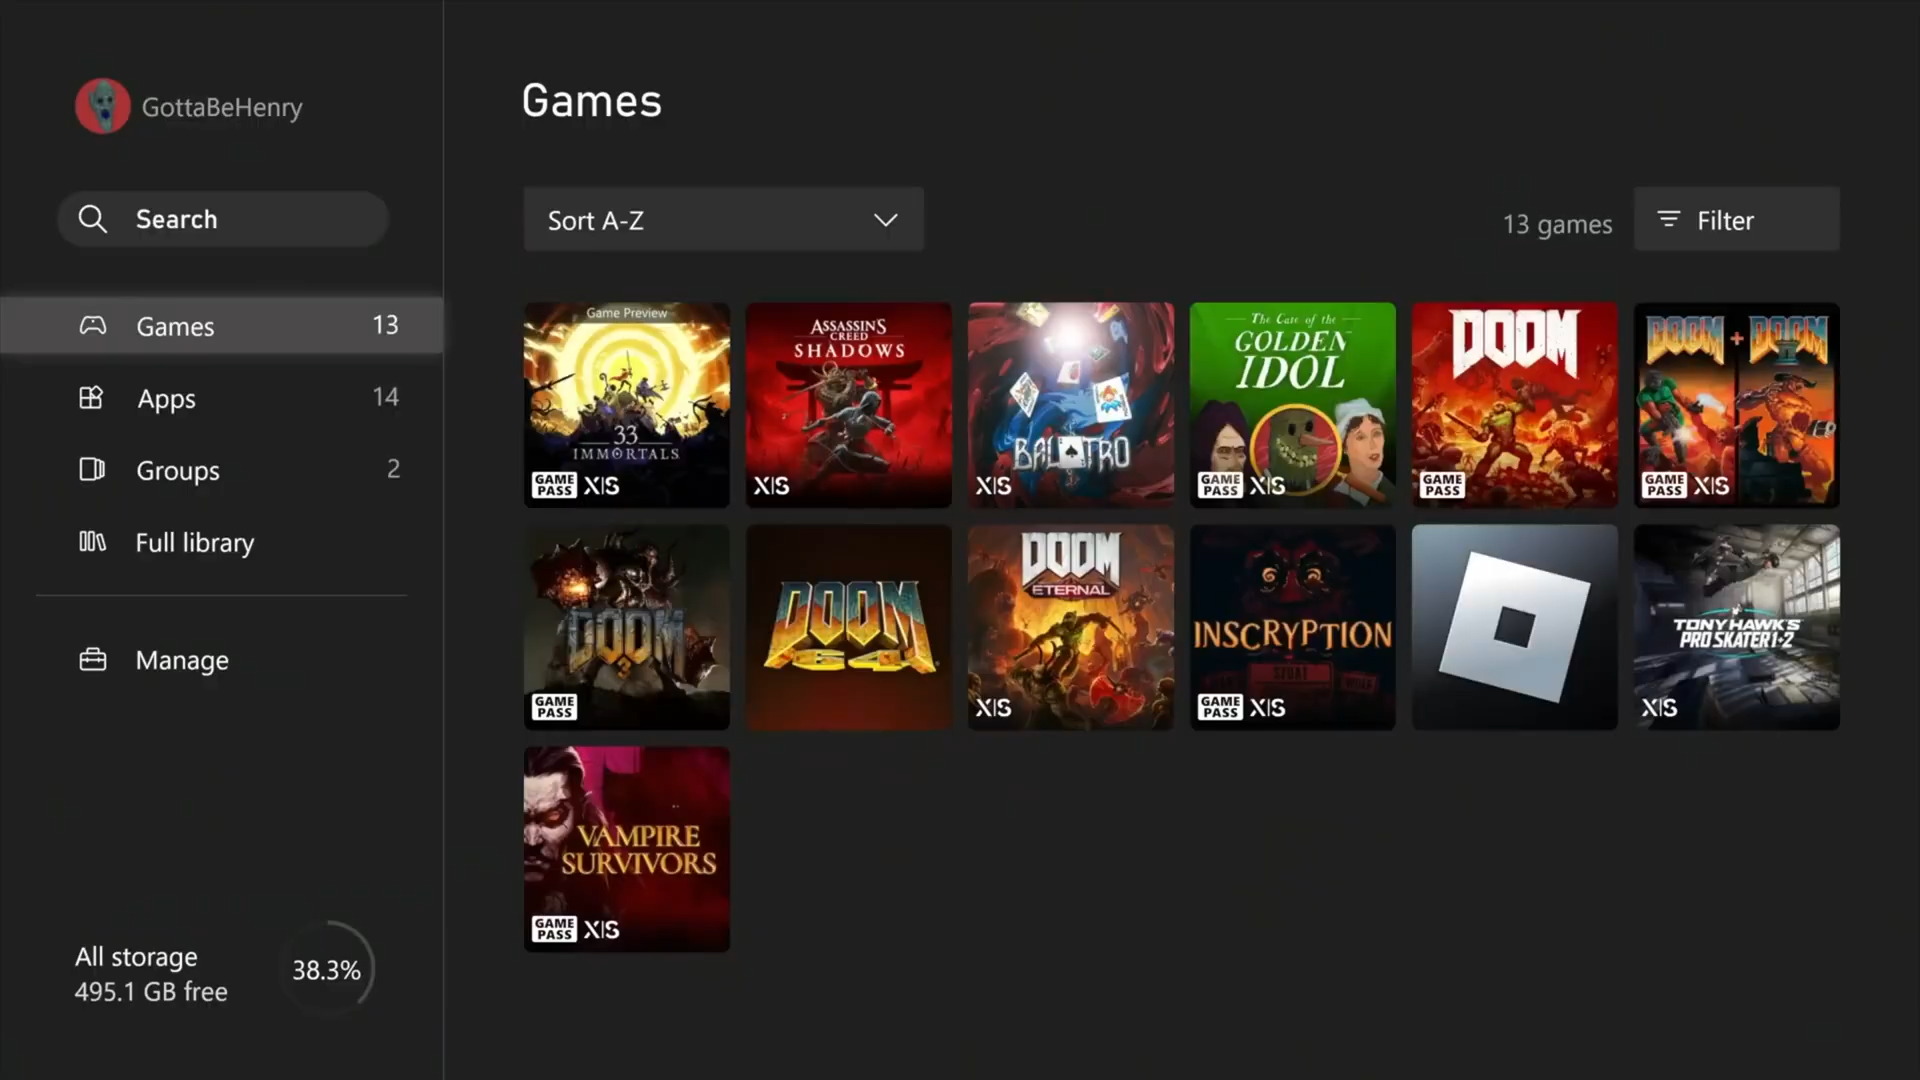 GottaBeHenry
Search
Games 13
Apps 14
Groups 2
Full library
Manage
All storage
495.1 GB free
38.3%
Games
Sort A-Z
13 games
Filter
Game Preview
33
IMMORTALS
GAME
PASS X|S
ASSASSIN'S
CREED
SHADOWS
X|S
BALATRO
X|S
The Case of the
GOLDEN
IDOL
GAME
PASS X|S
DOOM
GAME
PASS
DOOM + DOOM
II
GAME
PASS X|S
DOOM
3
GAME
PASS
DOOM
64
DOOM
ETERNAL
X|S
INSCRYPTION
GAME
PASS X|S
TONY HAWK'S
PRO SKATER 1+2
X|S
VAMPIRE
SURVIVORS
GAME
PASS X|S